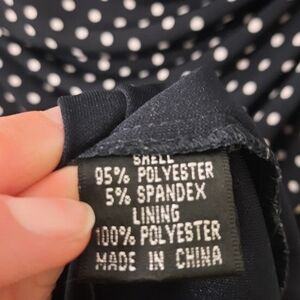 SHELL
95% POLYESTER
5% SPANDEX
LINING
100% POLYESTER
MADE IN CHINA